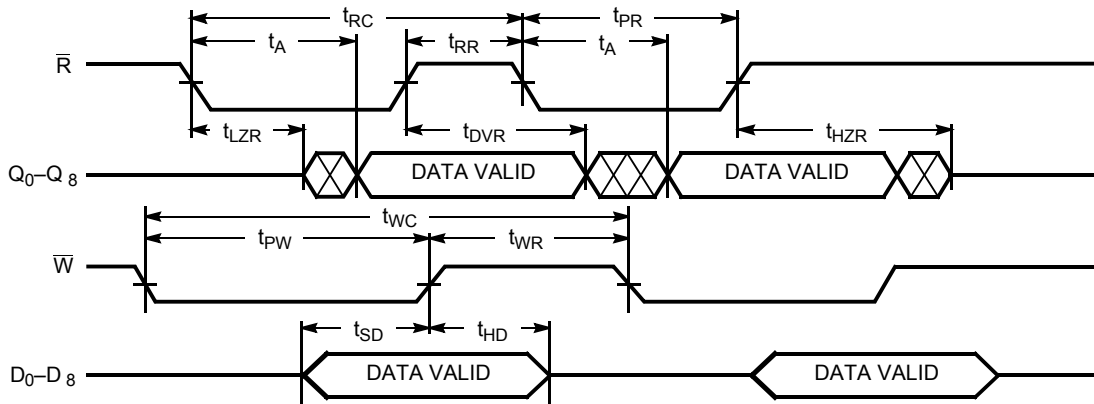 tRC tPR
tA tRR tA
R̅
tLZR tDVR tHZR
Q0–Q8 DATA VALID DATA VALID
tWC
tPW tWR
W̅
tSD tHD
D0–D8 DATA VALID DATA VALID